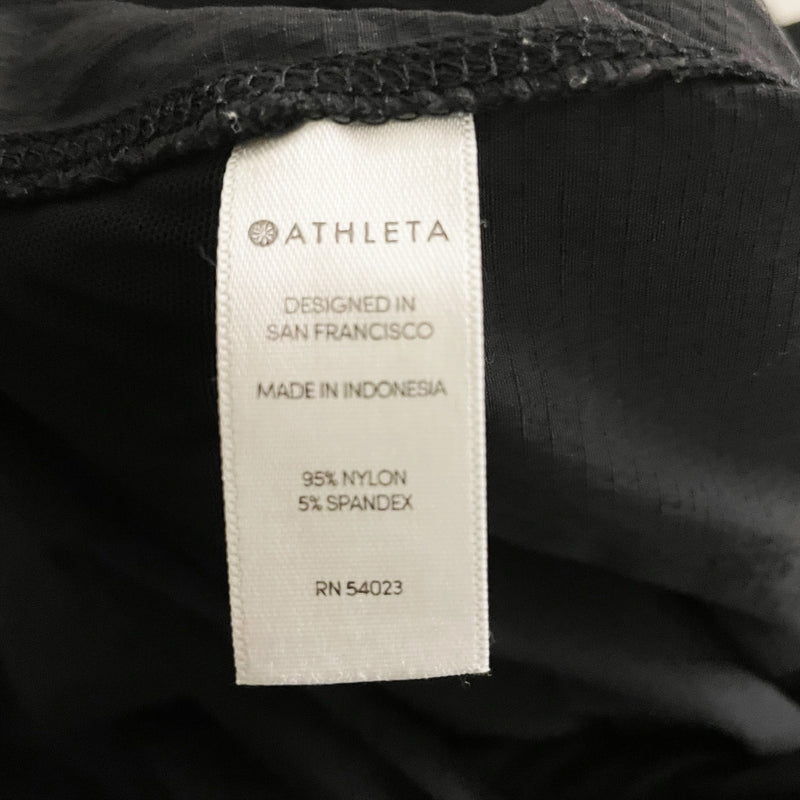 ATHLETA
DESIGNED IN
SAN FRANCISCO
MADE IN INDONESIA
95% NYLON
5% SPANDEX
RN 54023